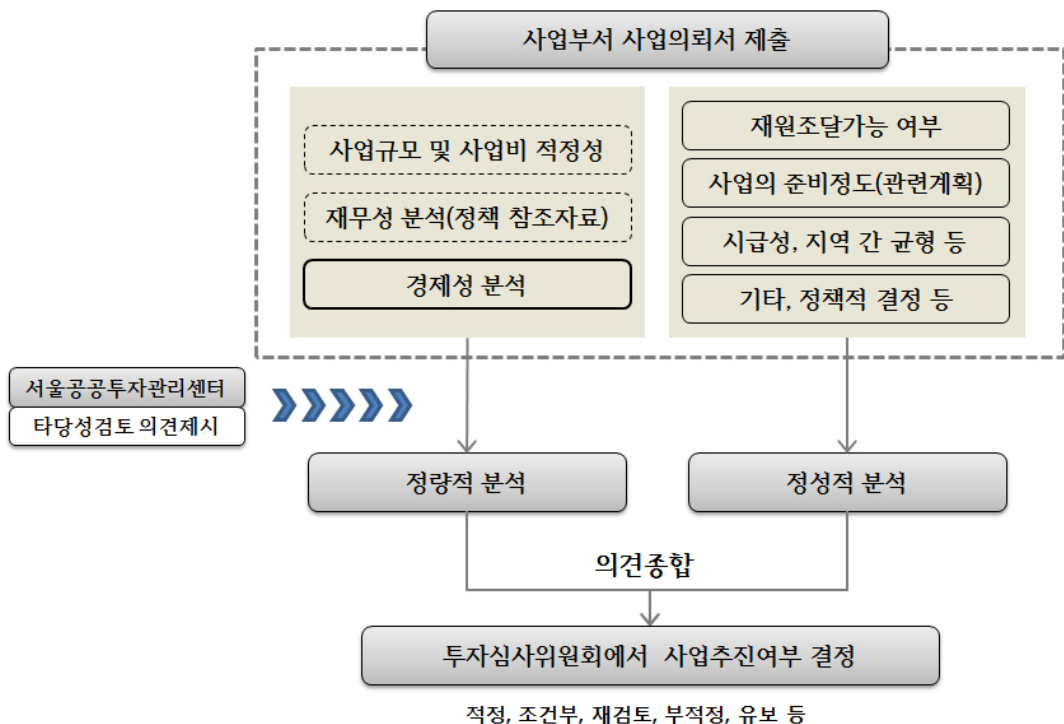 사업부서 사업의뢰서 제출
사업규모 및 사업비 적정성
재무성 분석(정책 참조자료)
경제성 분석
재원조달가능 여부
사업의 준비정도(관련계획)
시급성, 지역 간 균형 등
기타, 정책적 결정 등
서울공공투자관리센터
타당성검토 의견제시
정량적 분석
정성적 분석
의견종합
투자심사위원회에서 사업추진여부 결정
적정, 조건부, 재검토, 부적정, 유보 등